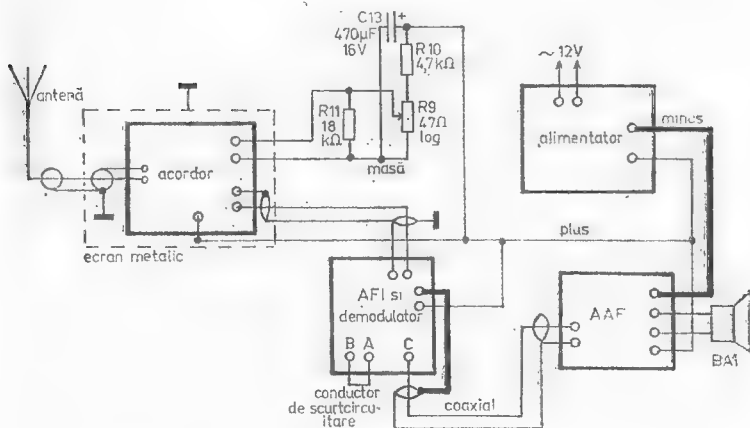 C13
470µF
16V
+
R10
4,7kΩ
R11
18
kΩ
R9
47Ω
log
masă
antenă
acordor
ecran metalic
~ 12V
minus
alimentator
plus
AFI si
demodulator
B A C
conductor
de scurtcircu-
itare
coaxial
AAF
BA1